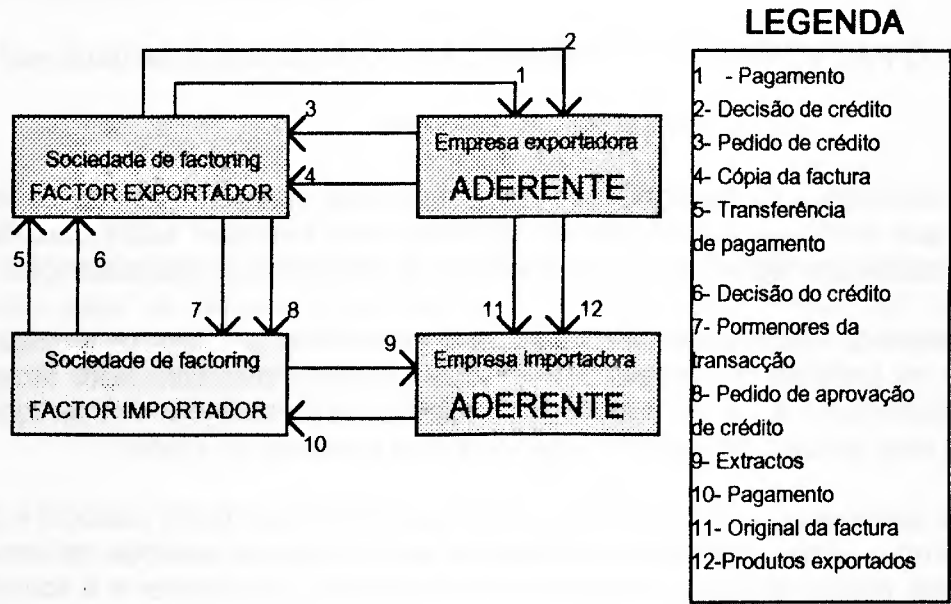 LEGENDA
2
1
3
4
Sociedade de factoring
FACTOR EXPORTADOR
Empresa exportadora
ADERENTE
5
6
7
8
11
12
Sociedade de factoring
FACTOR IMPORTADOR
9
10
Empresa importadora
ADERENTE
1 - Pagamento
2- Decisão de crédito
3- Pedido de crédito
4- Cópia da factura
5- Transferência
de pagamento
6- Decisão do crédito
7- Pormenores da
transacção
8- Pedido de aprovação
de crédito
9- Extractos
10- Pagamento
11- Original da factura
12-Produtos exportados